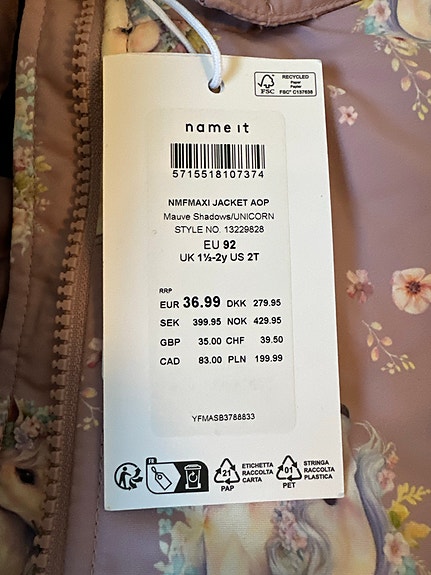 FSC
RECYCLED
Paper
Papier
FSC® C137638
name it
5715518107374
NMFMAXI JACKET AOP
Mauve Shadows/UNICORN
STYLE NO. 13229828
EU 92
UK 1½-2y US 2T
RRP
EUR 36.99 DKK 279.95
SEK 399.95 NOK 429.95
GBP 35.00 CHF 39.50
CAD 83.00 PLN 199.99
YFMASB3788833
FR
21
PAP
ETICHETTA
RACCOLTA
CARTA
01
PET
STRINGA
RACCOLTA
PLASTICA